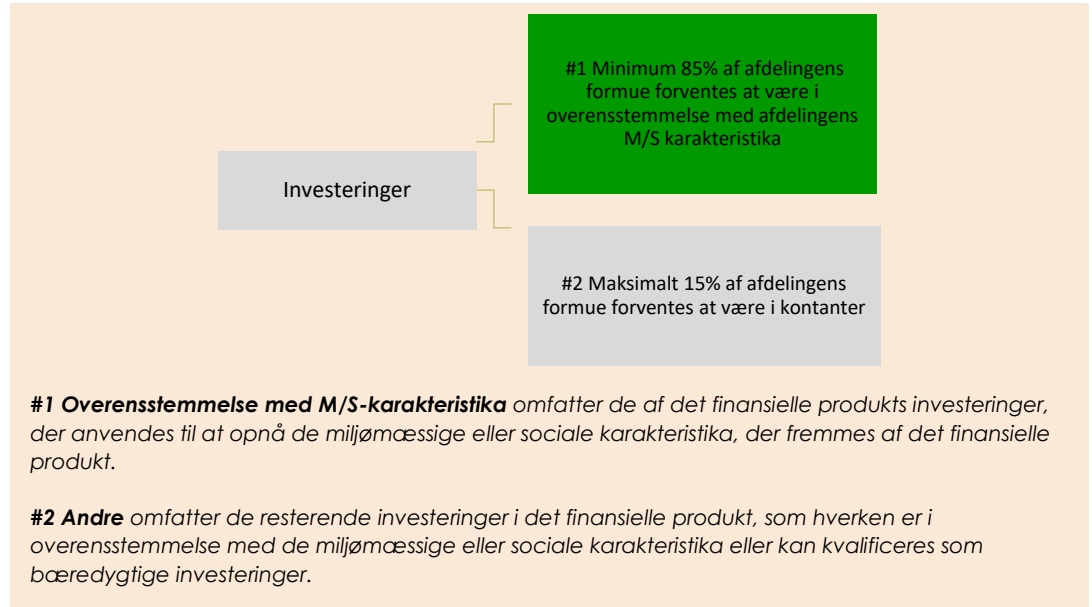 #1 Minimum 85% af afdelingens
formue forventes at være i
overensstemmelse med afdelingens
M/S karakteristika
Investeringer
#2 Maksimalt 15% af afdelingens
formue forventes at være i kontanter
#1 Overensstemmelse med M/S-karakteristika omfatter de af det finansielle produkts investeringer,
der anvendes til at opnå de miljømæssige eller sociale karakteristika, der fremmes af det finansielle
produkt.
#2 Andre omfatter de resterende investeringer i det finansielle produkt, som hverken er i
overensstemmelse med de miljømæssige eller sociale karakteristika eller kan kvalificeres som
bæredygtige investeringer.